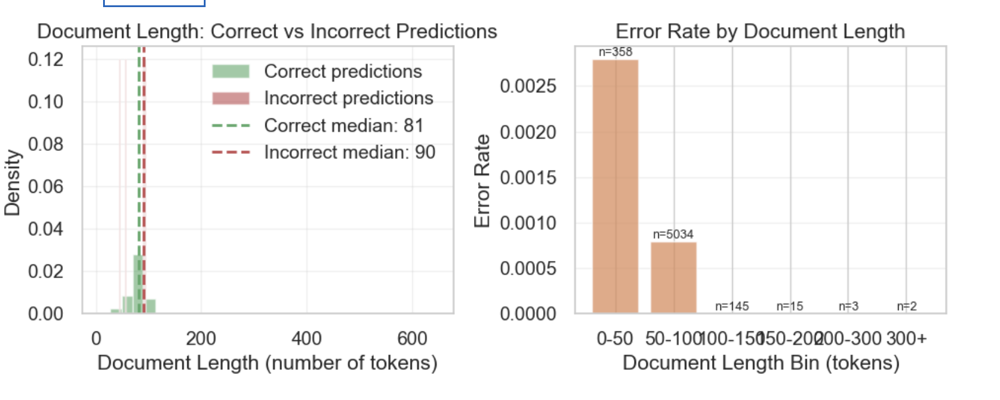 Document Length: Correct vs Incorrect Predictions
0.12
0.10
0.08
0.06
0.04
0.02
0.00
Density
Correct predictions
Incorrect predictions
Correct median: 81
Incorrect median: 90
0 200 400 600
Document Length (number of tokens)
Error Rate by Document Length
0.0025
0.0020
0.0015
0.0010
0.0005
0.0000
Error Rate
n=358
n=5034
n=145 n=15 n=3 n=2
0-50 50-100 100-150 150-200 200-300 300+
Document Length Bin (tokens)